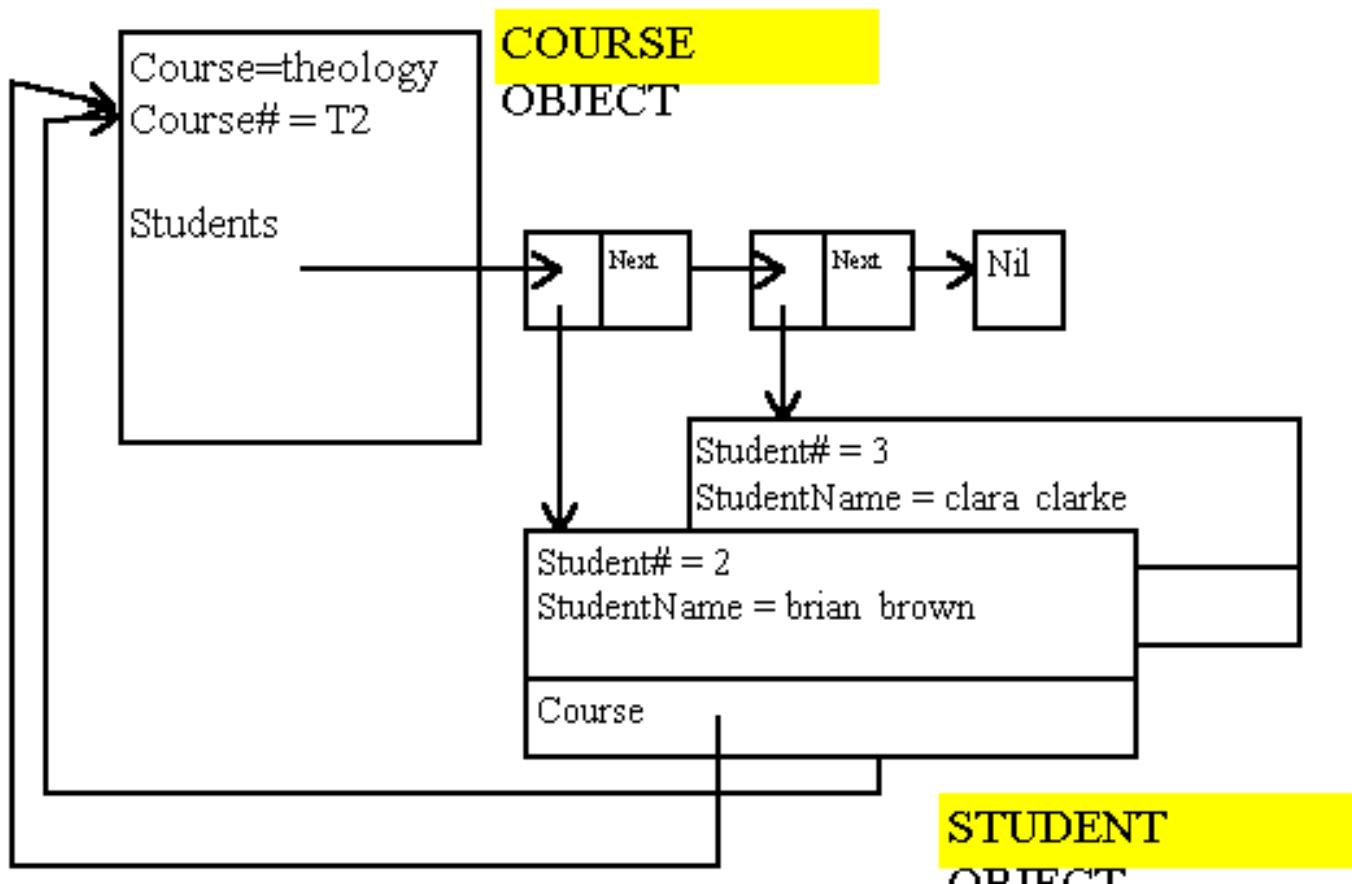 COURSE
OBJECT
Course=theology
Course# = T2
Students
Next
Next
Nil
Student# = 3
StudentName = clara clarke
Student# = 2
StudentName = brian brown
Course
STUDENT
OBJECT